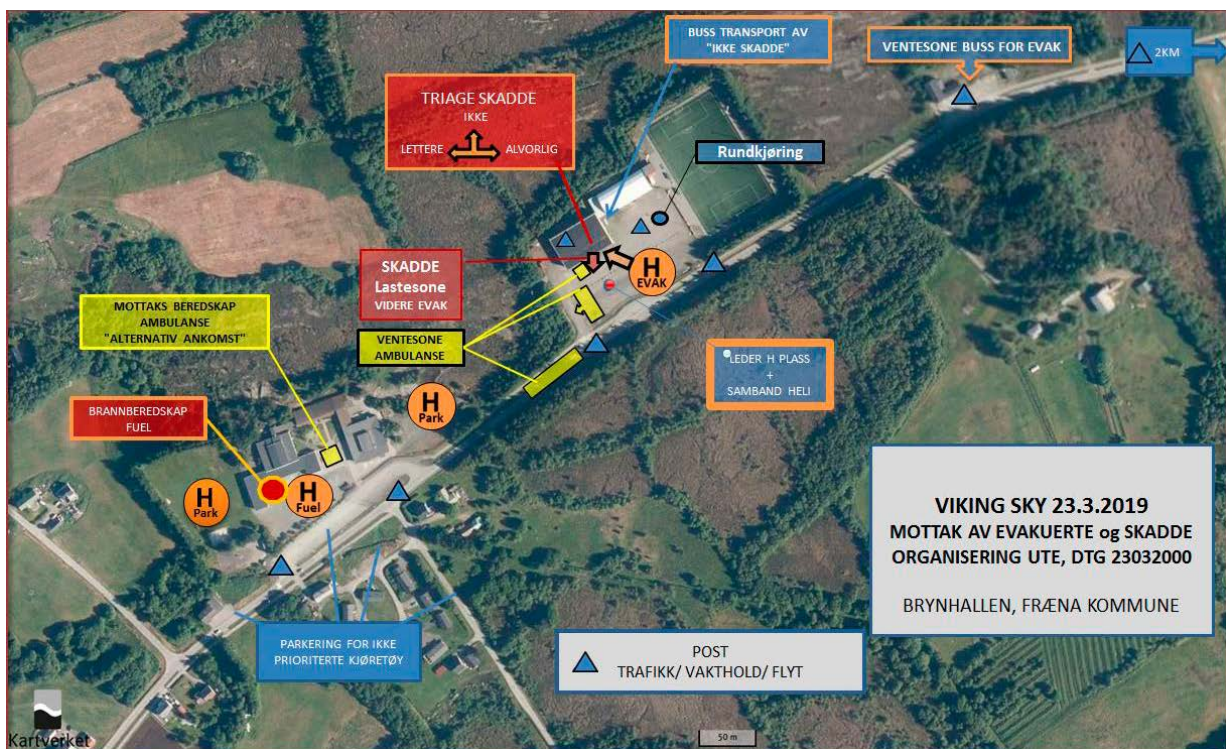 BUSS TRANSPORT AV
"IKKE SKADDE"
VENTESONE BUSS FOR EVAK
2KM
TRIAGE SKADDE
IKKE
LETTERE
ALVORLIG
Rundkjøring
SKADDE
Lastesone
VIDERE EVAK
H
EVAK
MOTTAKS BEREDSKAP
AMBULANSE
"ALTERNATIV ANKOMST"
VENTESONE
AMBULANSE
LEDER H PLASS
+
SAMBAND HELI
H
Park
BRANNBEREDSKAP
FUEL
H
Park
H
Fuel
VIKING SKY 23.3.2019
MOTTAK AV EVAKUERTE og SKADDE
ORGANISERING UTE, DTG 23032000
BRYNHALLEN, FRÆNA KOMMUNE
PARKERING FOR IKKE
PRIORITERTE KJØRETØY
POST
TRAFIKK/ VAKTHOLD/ FLYT
Kartverket
50 m